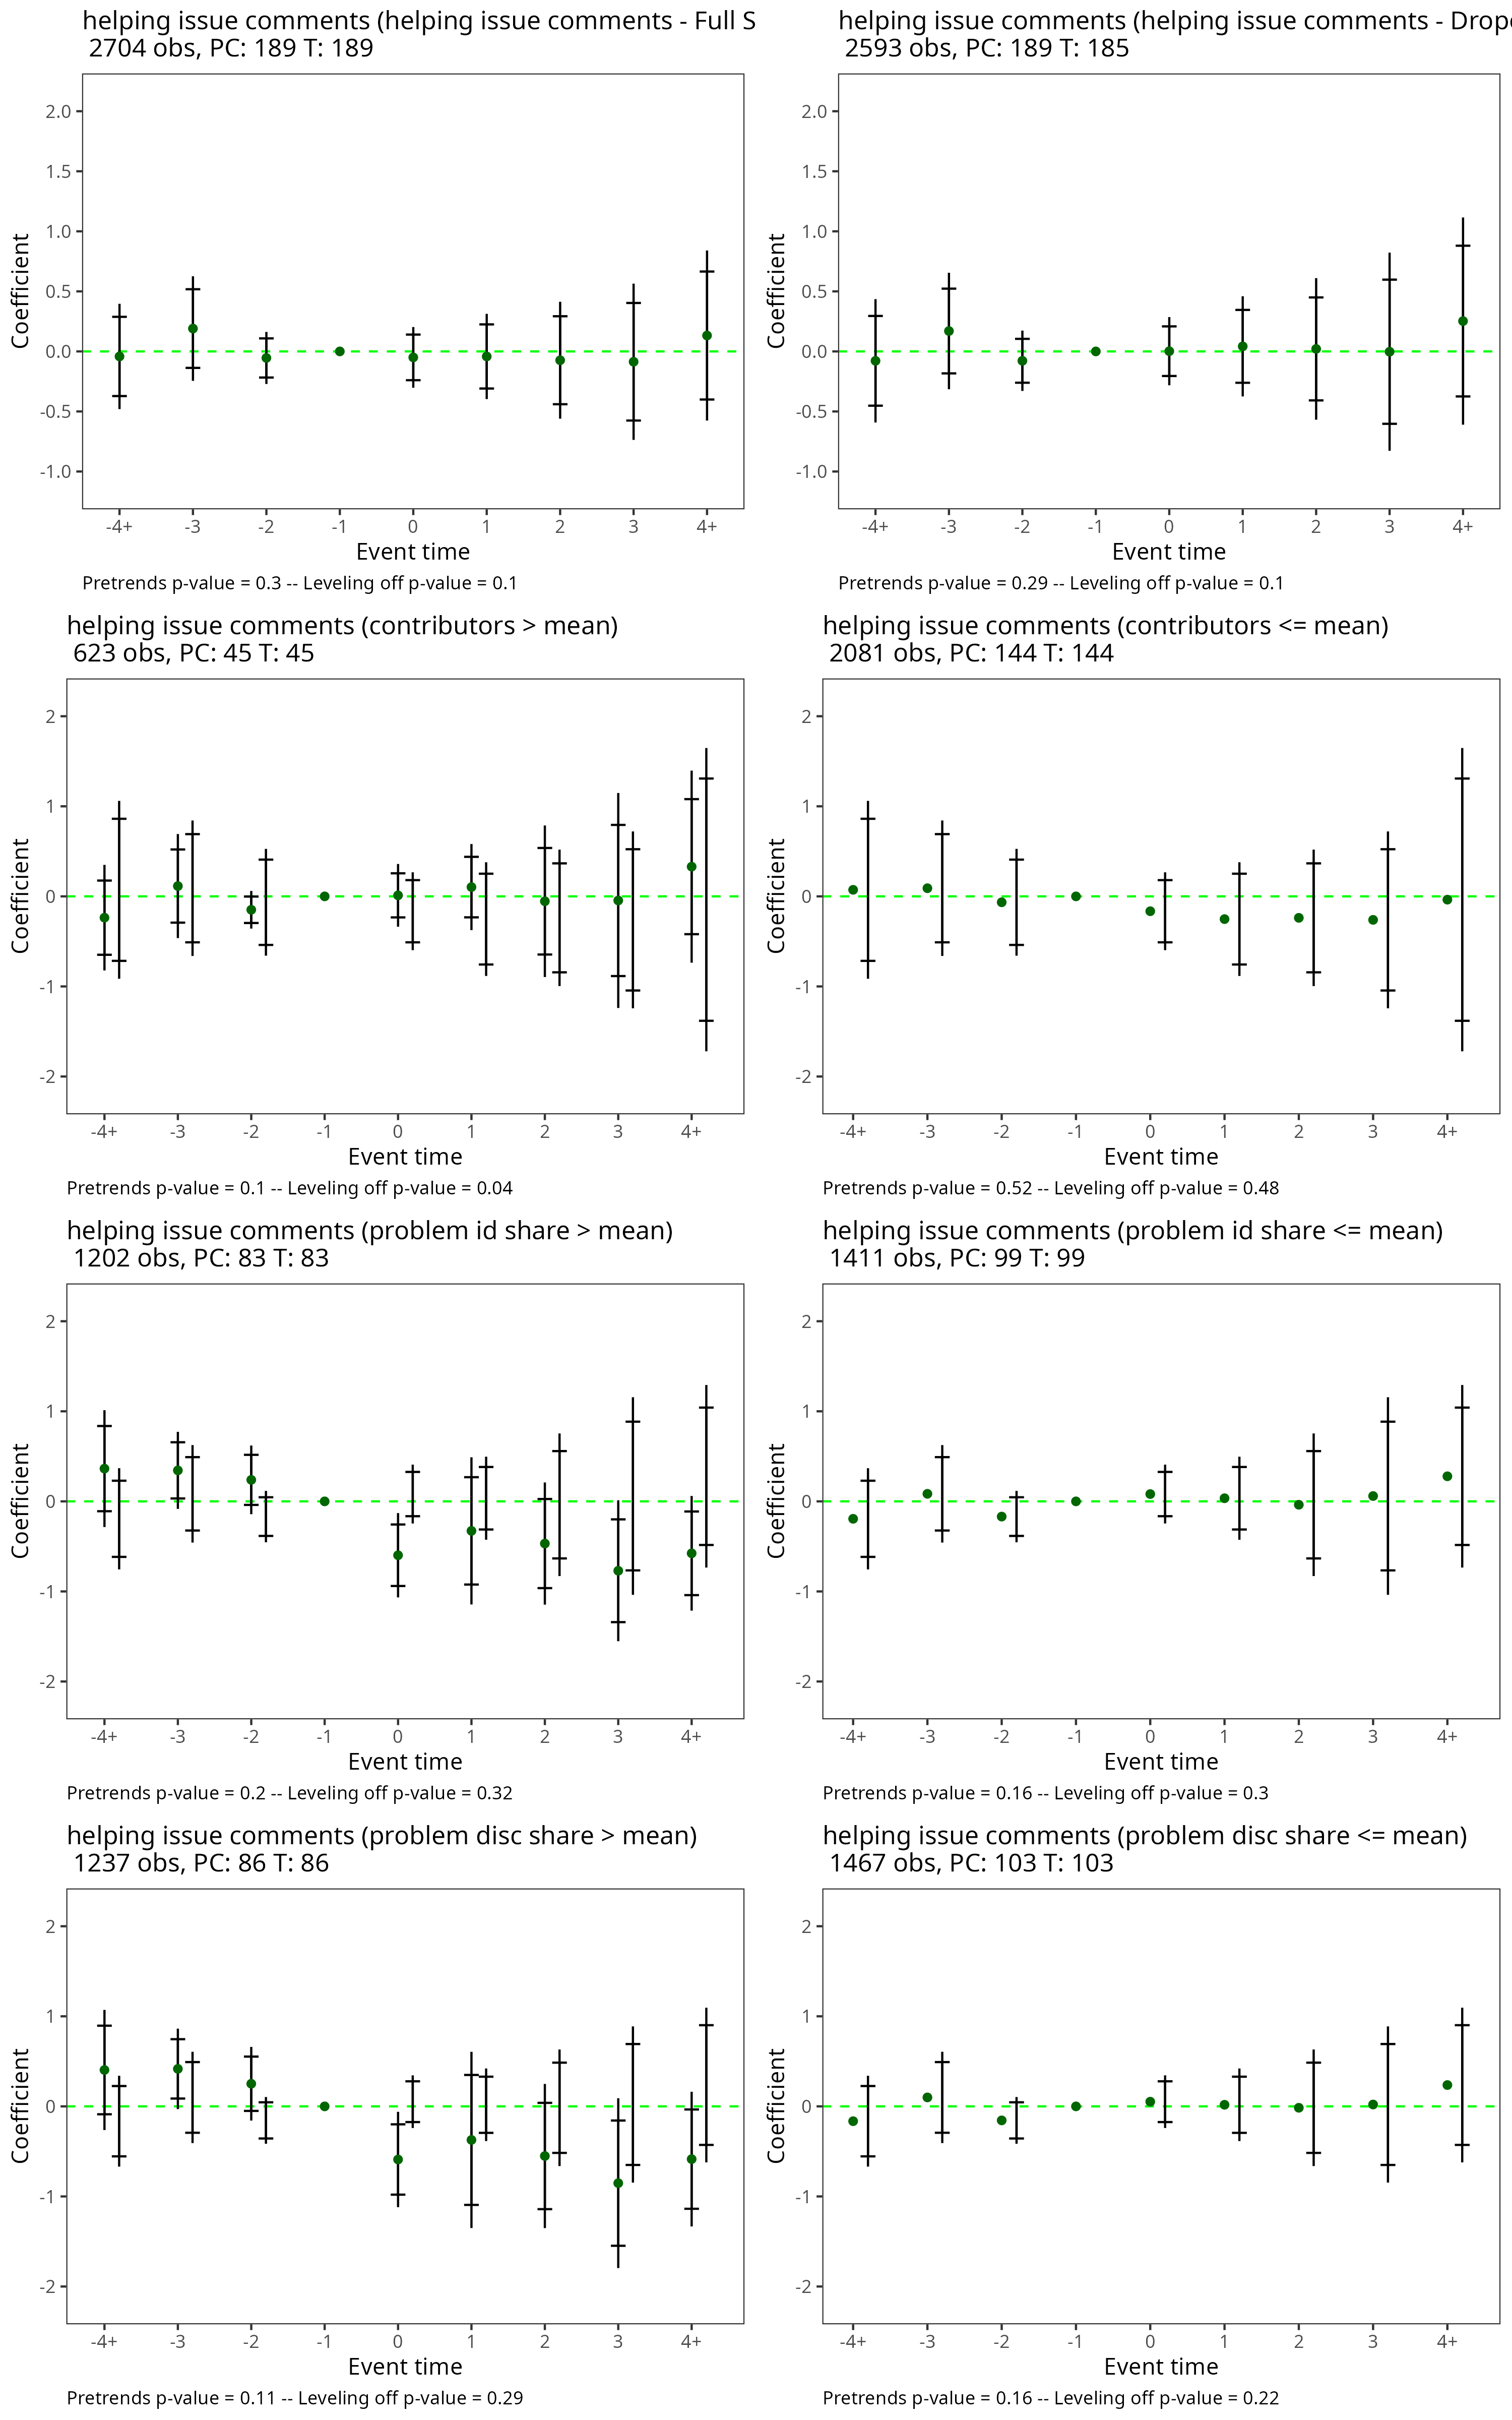 helping issue comments (helping issue comments - Full S
2704 obs, PC: 189 T: 189
2.0
1.5
1.0
0.5
0.0
-0.5
-1.0
Coefficient
-4+ -3 -2 -1 0 1 2 3 4+
Event time
Pretrends p-value = 0.3 -- Leveling off p-value = 0.1
helping issue comments (helping issue comments - Drop
2593 obs, PC: 189 T: 185
2.0
1.5
1.0
0.5
0.0
-0.5
-1.0
Coefficient
-4+ -3 -2 -1 0 1 2 3 4+
Event time
Pretrends p-value = 0.29 -- Leveling off p-value = 0.1
helping issue comments (contributors > mean)
623 obs, PC: 45 T: 45
2
1
0
-1
-2
Coefficient
-4+ -3 -2 -1 0 1 2 3 4+
Event time
Pretrends p-value = 0.1 -- Leveling off p-value = 0.04
helping issue comments (contributors <= mean)
2081 obs, PC: 144 T: 144
2
1
0
-1
-2
Coefficient
-4+ -3 -2 -1 0 1 2 3 4+
Event time
Pretrends p-value = 0.52 -- Leveling off p-value = 0.48
helping issue comments (problem id share > mean)
1202 obs, PC: 83 T: 83
2
1
0
-1
-2
Coefficient
-4+ -3 -2 -1 0 1 2 3 4+
Event time
Pretrends p-value = 0.2 -- Leveling off p-value = 0.32
helping issue comments (problem id share <= mean)
1411 obs, PC: 99 T: 99
2
1
0
-1
-2
Coefficient
-4+ -3 -2 -1 0 1 2 3 4+
Event time
Pretrends p-value = 0.16 -- Leveling off p-value = 0.3
helping issue comments (problem disc share > mean)
1237 obs, PC: 86 T: 86
2
1
0
-1
-2
Coefficient
-4+ -3 -2 -1 0 1 2 3 4+
Event time
Pretrends p-value = 0.11 -- Leveling off p-value = 0.29
helping issue comments (problem disc share <= mean)
1467 obs, PC: 103 T: 103
2
1
0
-1
-2
Coefficient
-4+ -3 -2 -1 0 1 2 3 4+
Event time
Pretrends p-value = 0.16 -- Leveling off p-value = 0.22